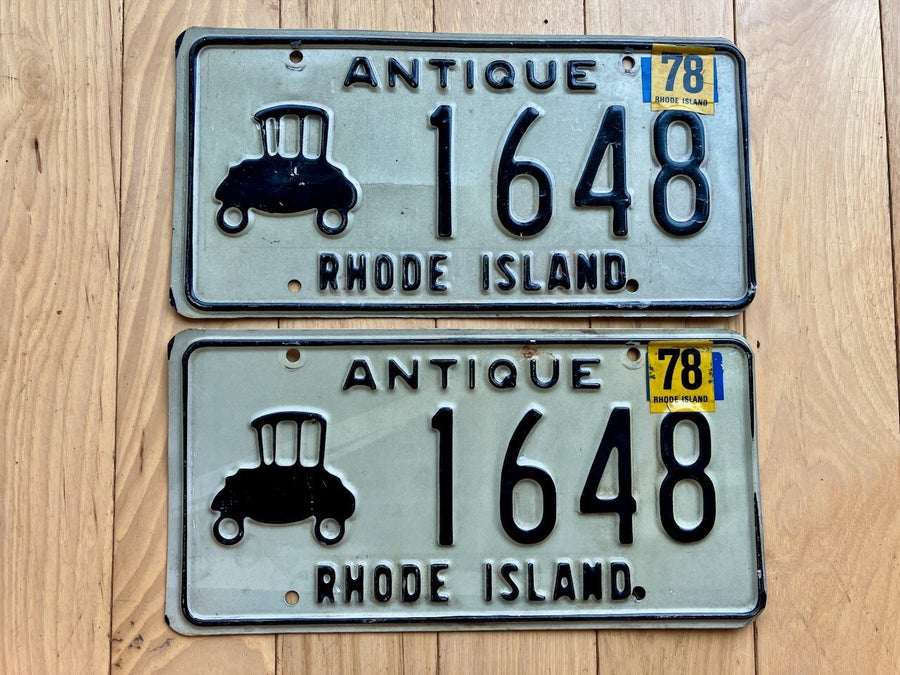 ANTIQUE
78
RHODE ISLAND
1648
RHODE ISLAND
ANTIQUE
78
RHODE ISLAND
1648
RHODE ISLAND